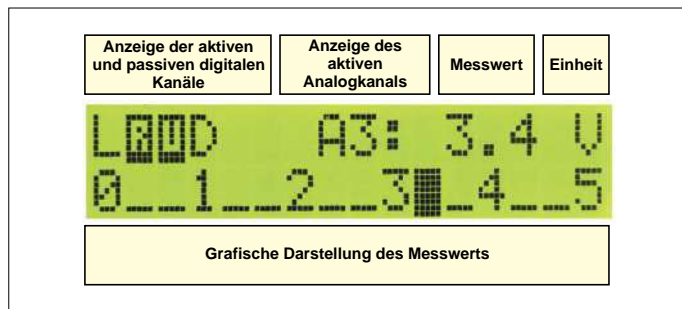 Anzeige der aktiven
und passiven digitalen
Kanäle
Anzeige des
aktiven
Analogkanals
Messwert
Einheit
LRUD A3: 3.4 V
0__1__2__3█_4__5
Grafische Darstellung des Messwerts